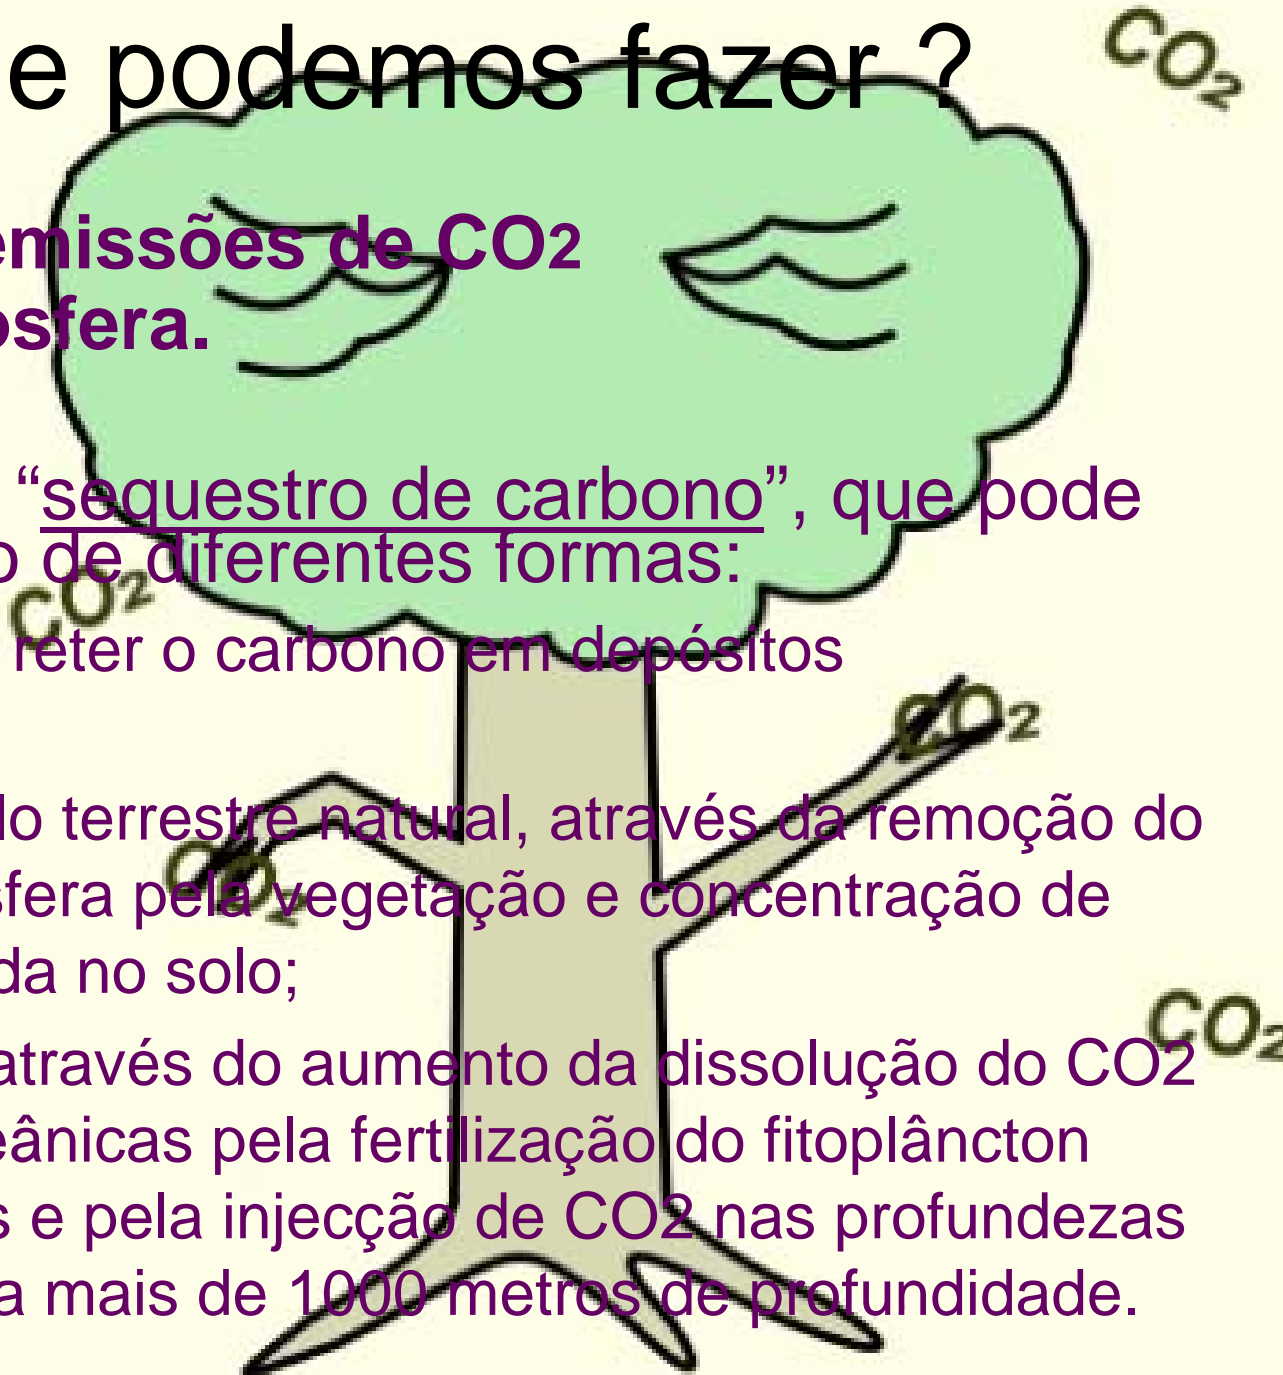 e podemos fazer ?
CO2
emissões de CO2
osfera.
“sequestro de carbono”, que pode
o de diferentes formas:
CO2
reter o carbono em depósitos
CO2
lo terrestre natural, através da remoção do
CO2
sfera pela vegetação e concentração de
da no solo;
CO2
através do aumento da dissolução do CO2
eânicas pela fertilização do fitoplâncton
s e pela injecção de CO2 nas profundezas
a mais de 1000 metros de profundidade.